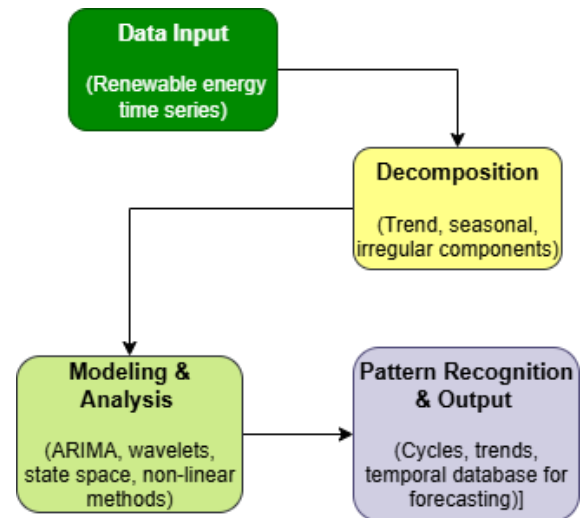 Data Input
(Renewable energy
time series)
Decomposition
(Trend, seasonal,
irregular components)
Modeling &
Analysis
(ARIMA, wavelets,
state space, non-linear
methods)
Pattern Recognition
& Output
(Cycles, trends,
temporal database for
forecasting)]